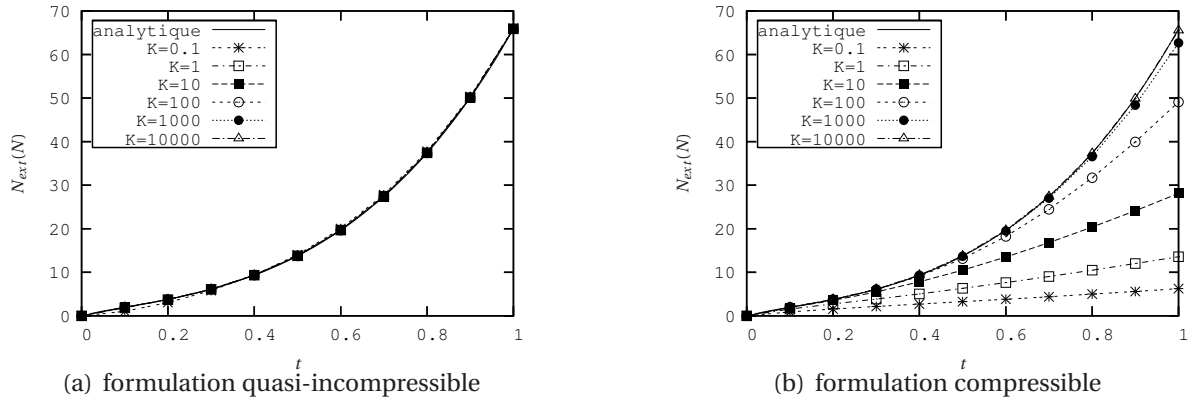 70
60
50
40
30
20
10
0
N_ext(N)
analytique
K=0.1
K=1
K=10
K=100
K=1000
K=10000
0 0.2 0.4 0.6 0.8 1
t
(a) formulation quasi-incompressible
70
60
50
40
30
20
10
0
N_ext(N)
analytique
K=0.1
K=1
K=10
K=100
K=1000
K=10000
0 0.2 0.4 0.6 0.8 1
t
(b) formulation compressible